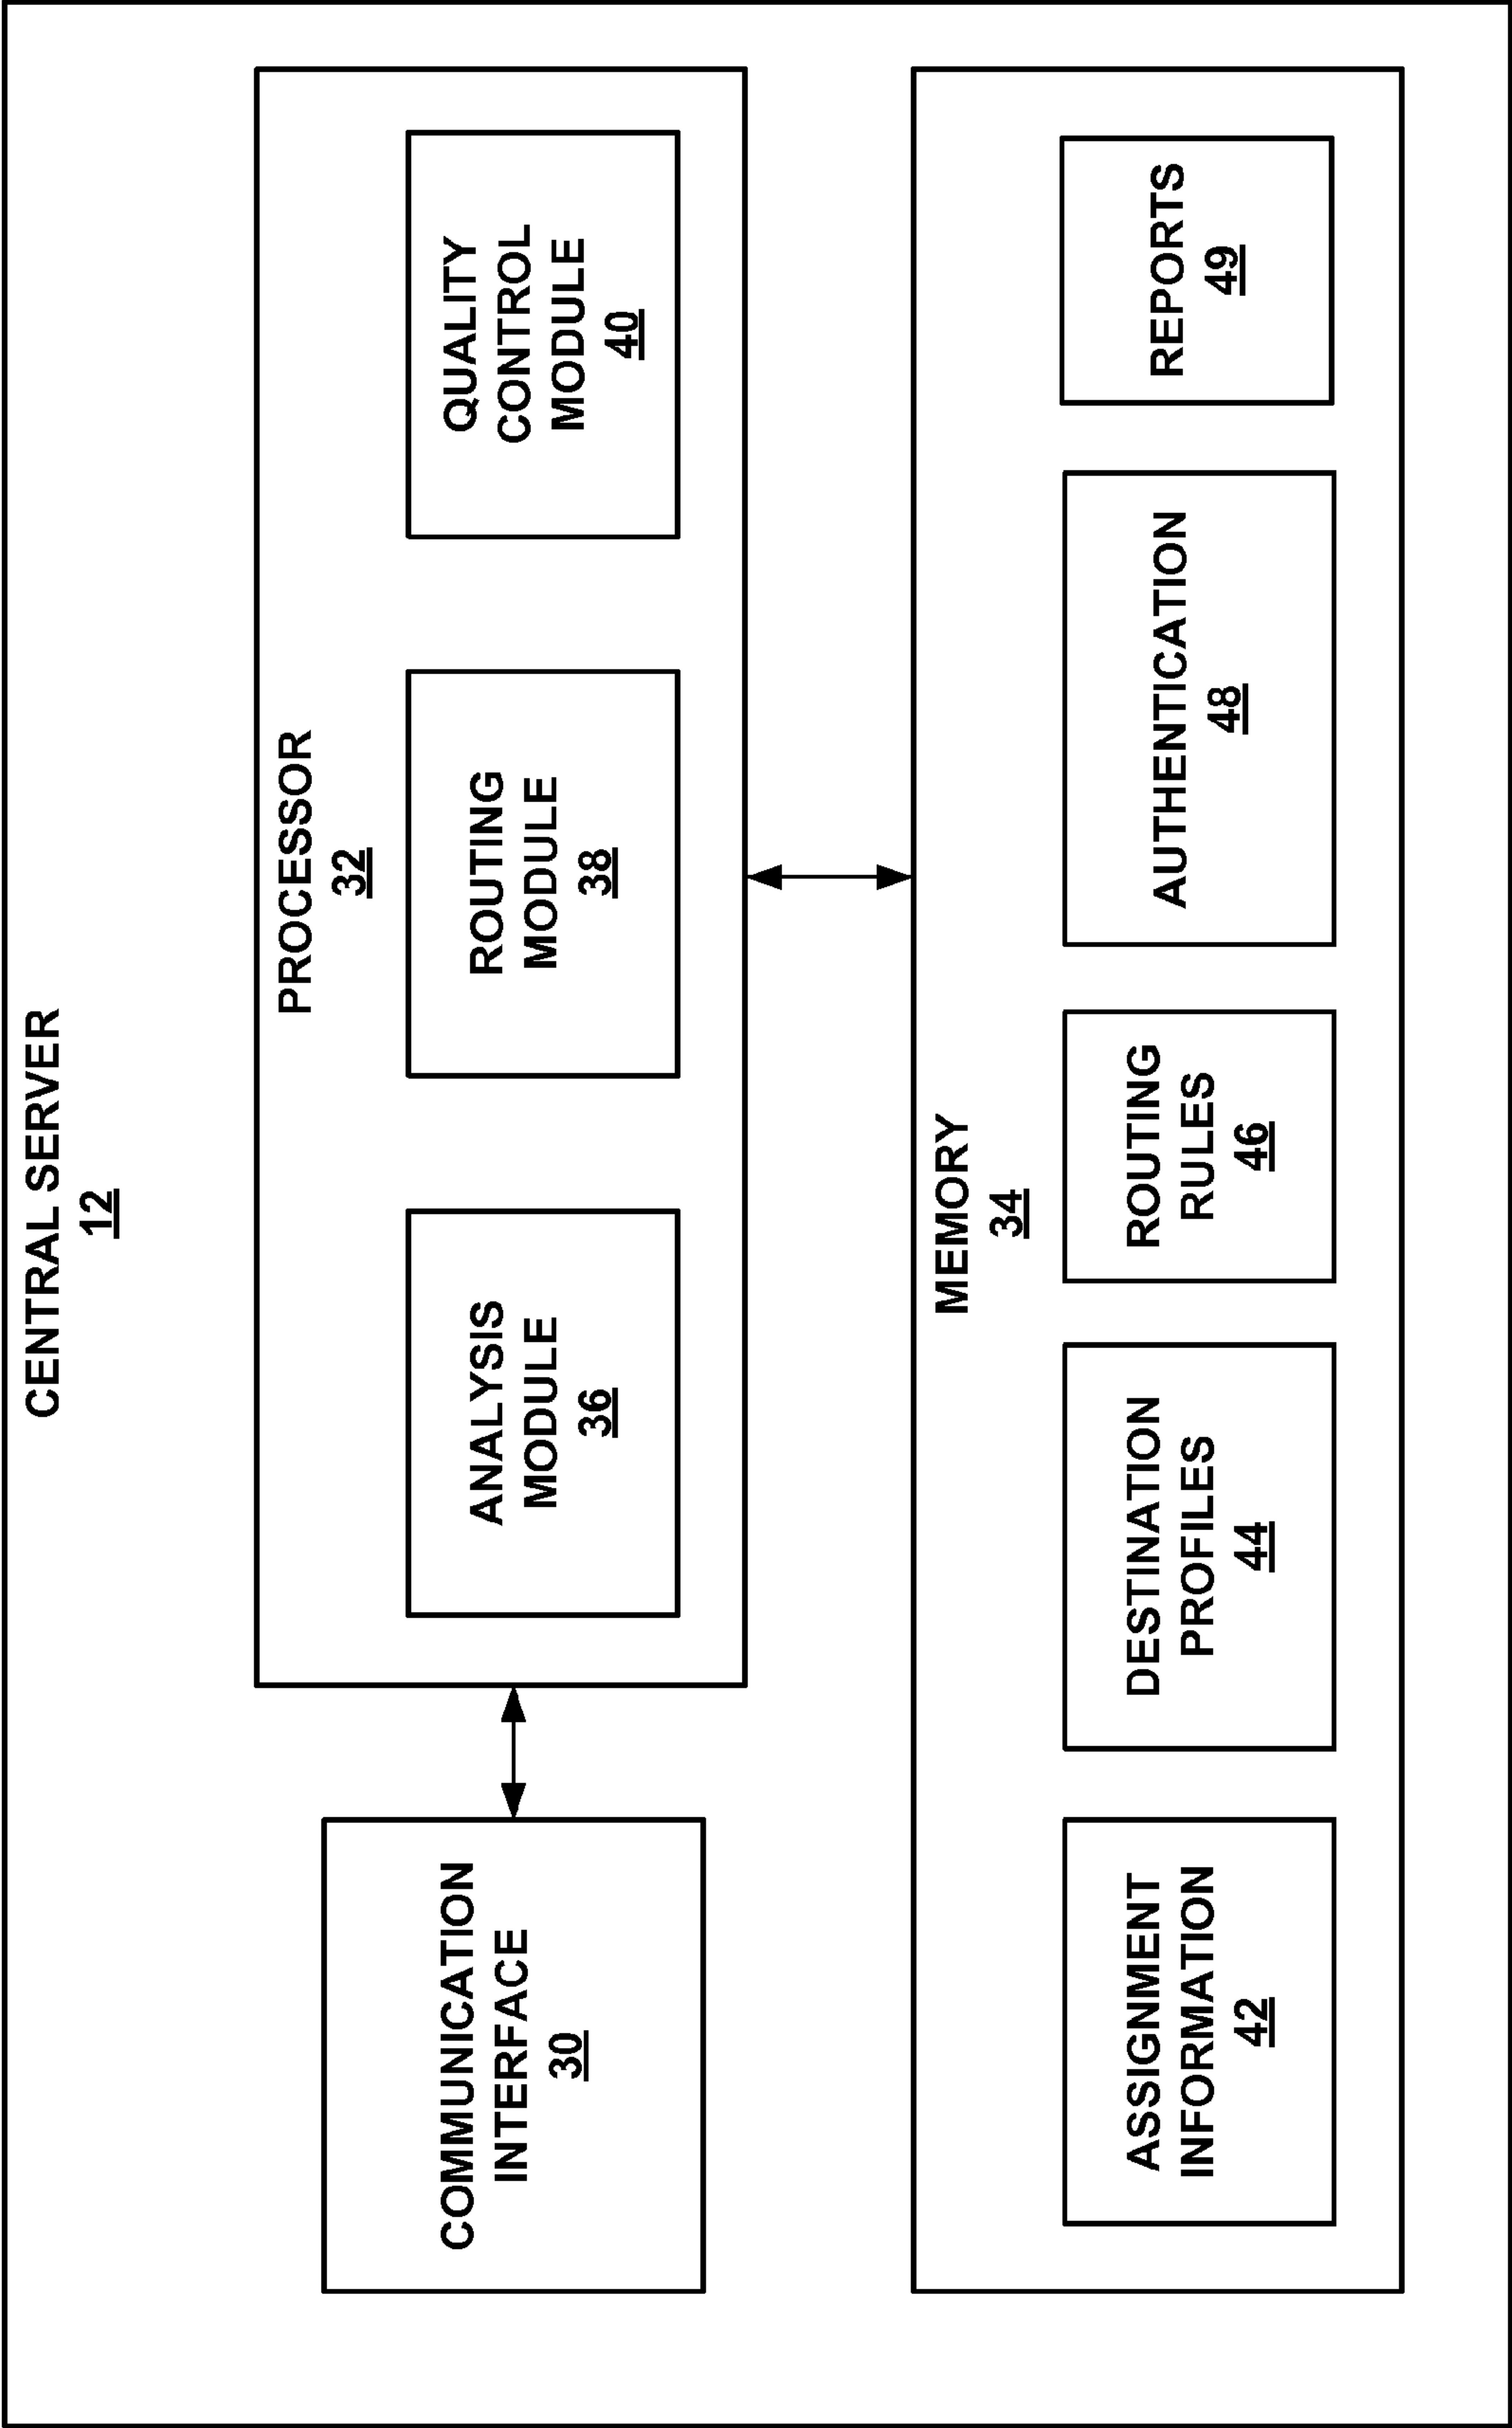 CENTRAL SERVER
12
COMMUNICATION
INTERFACE
30
PROCESSOR
32
ANALYSIS
MODULE
36
ROUTING
MODULE
38
QUALITY
CONTROL
MODULE
40
MEMORY
34
ASSIGNMENT
INFORMATION
42
DESTINATION
PROFILES
44
ROUTING
RULES
46
AUTHENTICATION
48
REPORTS
49